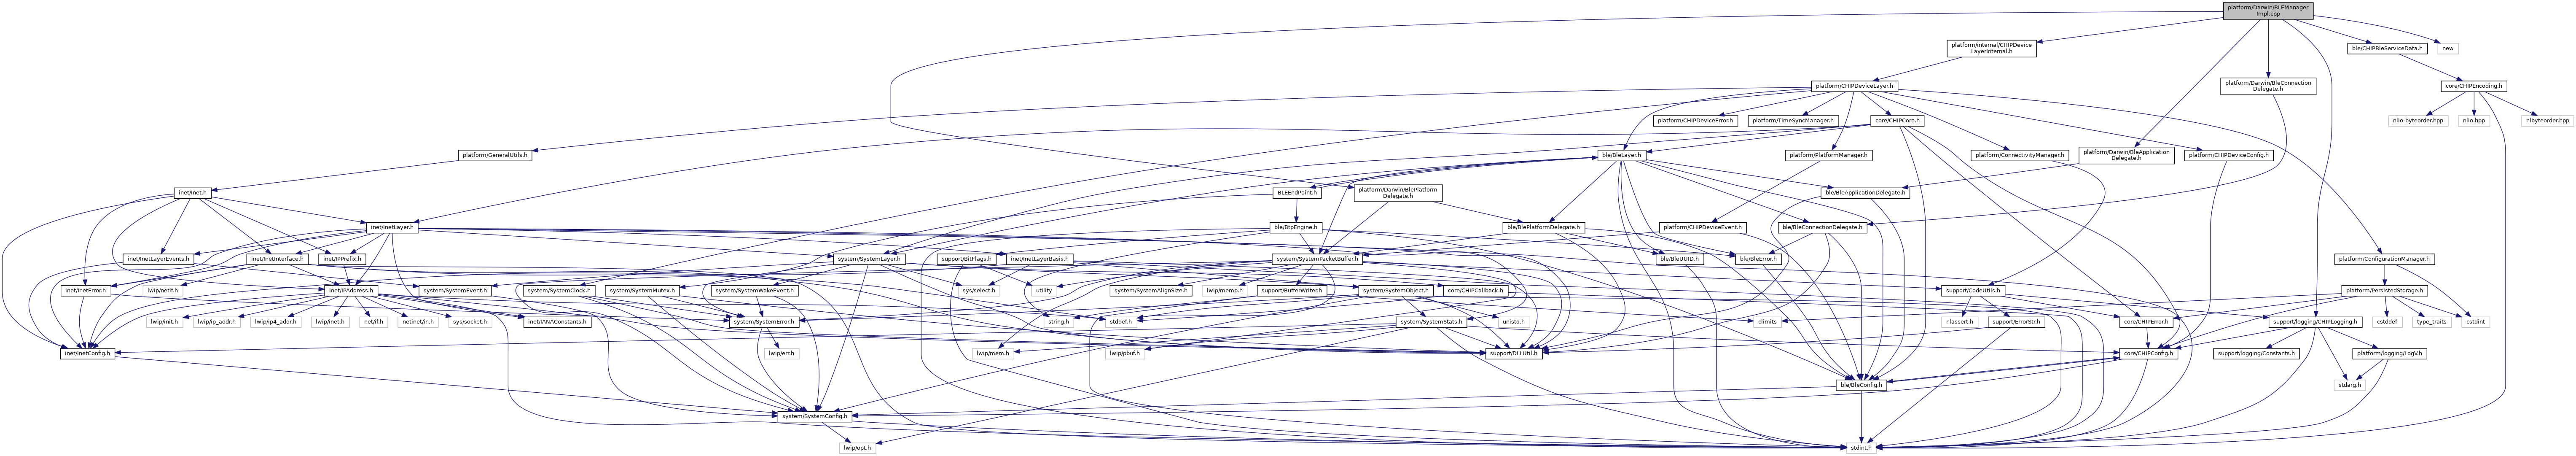 platform/Darwin/BLEManager
Impl.cpp
platform/internal/CHIPDevice
LayerInternal.h
ble/CHIPBleServiceData.h
new
platform/CHIPDeviceLayer.h
platform/Darwin/BleConnection
Delegate.h
core/CHIPEncoding.h
platform/CHIPDeviceError.h
platform/TimeSyncManager.h
core/CHIPCore.h
nlio-byteorder.hpp
nlio.hpp
nlbyteorder.hpp
platform/GeneralUtils.h
ble/BleLayer.h
platform/PlatformManager.h
platform/ConnectivityManager.h
platform/Darwin/BleApplication
Delegate.h
platform/CHIPDeviceConfig.h
inet/Inet.h
BLEEndPoint.h
platform/Darwin/BlePlatform
Delegate.h
ble/BleApplicationDelegate.h
inet/InetLayer.h
ble/BtpEngine.h
ble/BlePlatformDelegate.h
platform/CHIPDeviceEvent.h
ble/BleConnectionDelegate.h
inet/InetLayerEvents.h
inet/InetInterface.h
inet/IPPrefix.h
system/SystemLayer.h
support/BitFlags.h
inet/InetLayerBasis.h
system/SystemPacketBuffer.h
ble/BleUUID.h
ble/BleError.h
platform/ConfigurationManager.h
inet/InetError.h
lwip/netif.h
inet/IPAddress.h
system/SystemEvent.h
system/SystemClock.h
system/SystemMutex.h
system/SystemWakeEvent.h
sys/select.h
utility
system/SystemAlignSize.h
lwip/memp.h
support/BufferWriter.h
system/SystemObject.h
core/CHIPCallback.h
support/CodeUtils.h
platform/PersistedStorage.h
lwip/init.h
lwip/ip_addr.h
lwip/ip4_addr.h
lwip/inet.h
net/if.h
netinet/in.h
sys/socket.h
inet/IANAConstants.h
system/SystemError.h
string.h
stddef.h
system/SystemStats.h
unistd.h
climits
nlassert.h
support/ErrorStr.h
core/CHIPError.h
support/logging/CHIPLogging.h
cstddef
type_traits
cstdint
inet/InetConfig.h
lwip/err.h
lwip/mem.h
lwip/pbuf.h
support/DLLUtil.h
core/CHIPConfig.h
support/logging/Constants.h
platform/logging/LogV.h
ble/BleConfig.h
stdarg.h
system/SystemConfig.h
lwip/opt.h
stdint.h